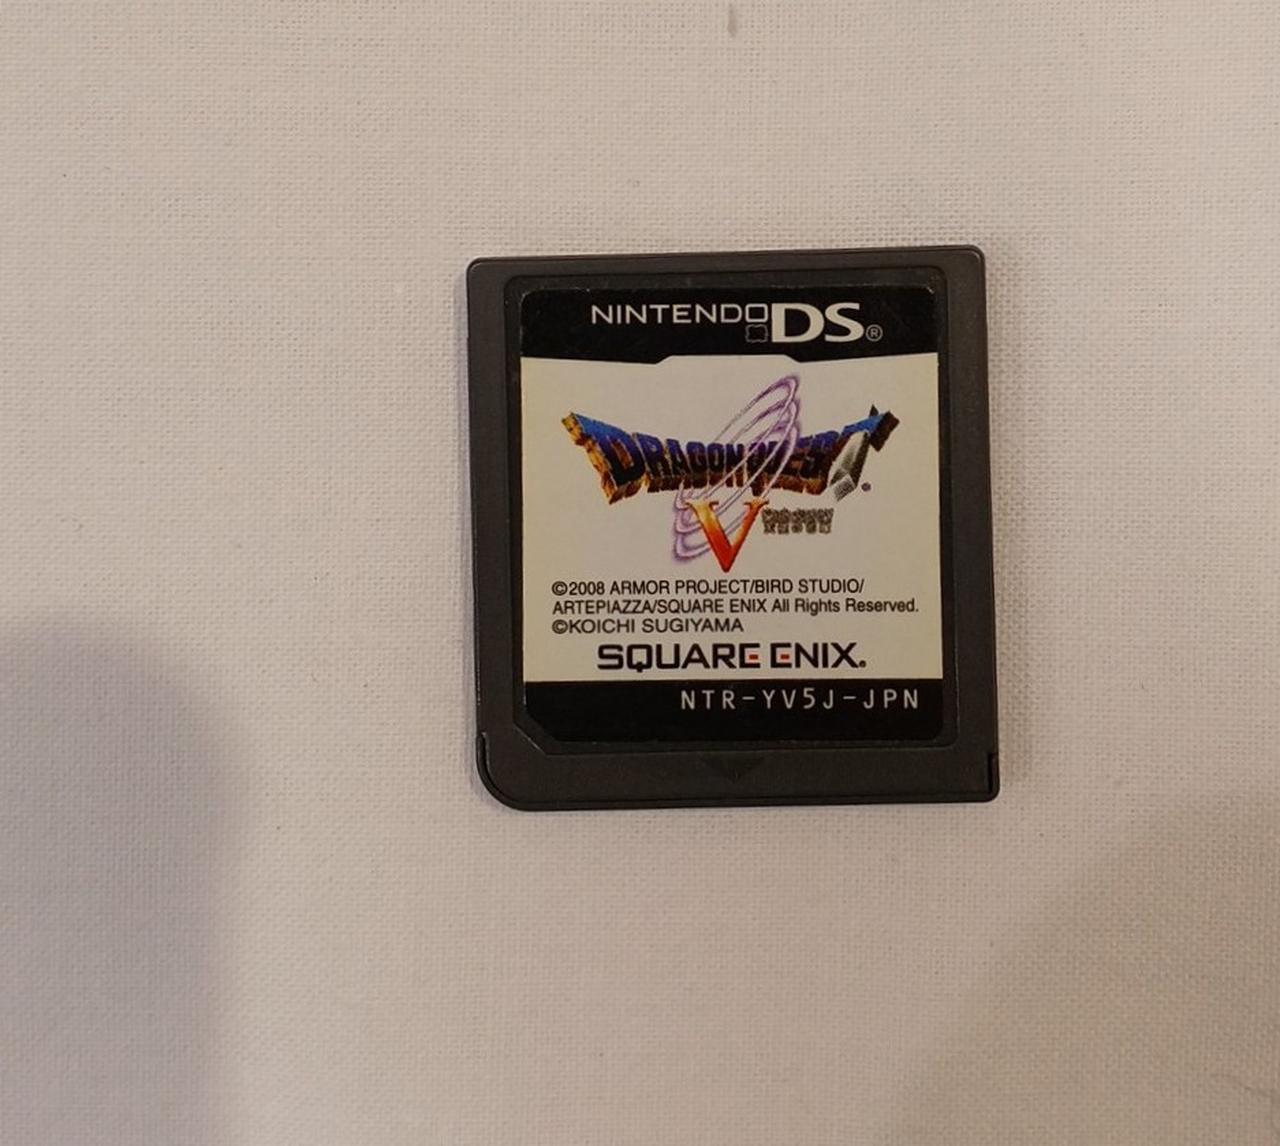 NINTENDO DS®
DRAGON QUEST
V
©2008 ARMOR PROJECT/BIRD STUDIO/
ARTEPIAZZA/SQUARE ENIX All Rights Reserved.
©KOICHI SUGIYAMA
SQUARE ENIX.
NTR-YV5J-JPN